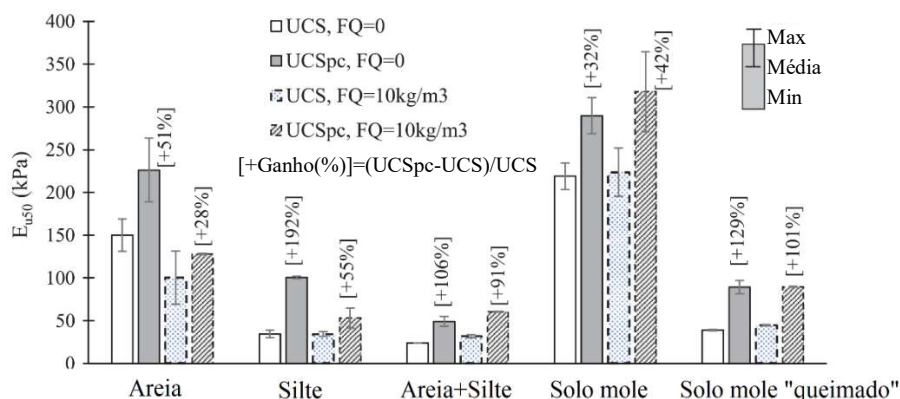 400
350
300
250
200
150
100
50
0
E_u50 (kPa)
UCS, FQ=0
UCSpc, FQ=0
UCS, FQ=10kg/m3
UCSpc, FQ=10kg/m3
[+Ganho(%)]=(UCSpc-UCS)/UCS
Max
Média
Min
[+51%]
[+28%]
[+192%]
[+55%]
[+106%]
[+91%]
[+32%]
[+42%]
[+129%]
[+101%]
Areia
Silte
Areia+Silte
Solo mole
Solo mole "queimado"